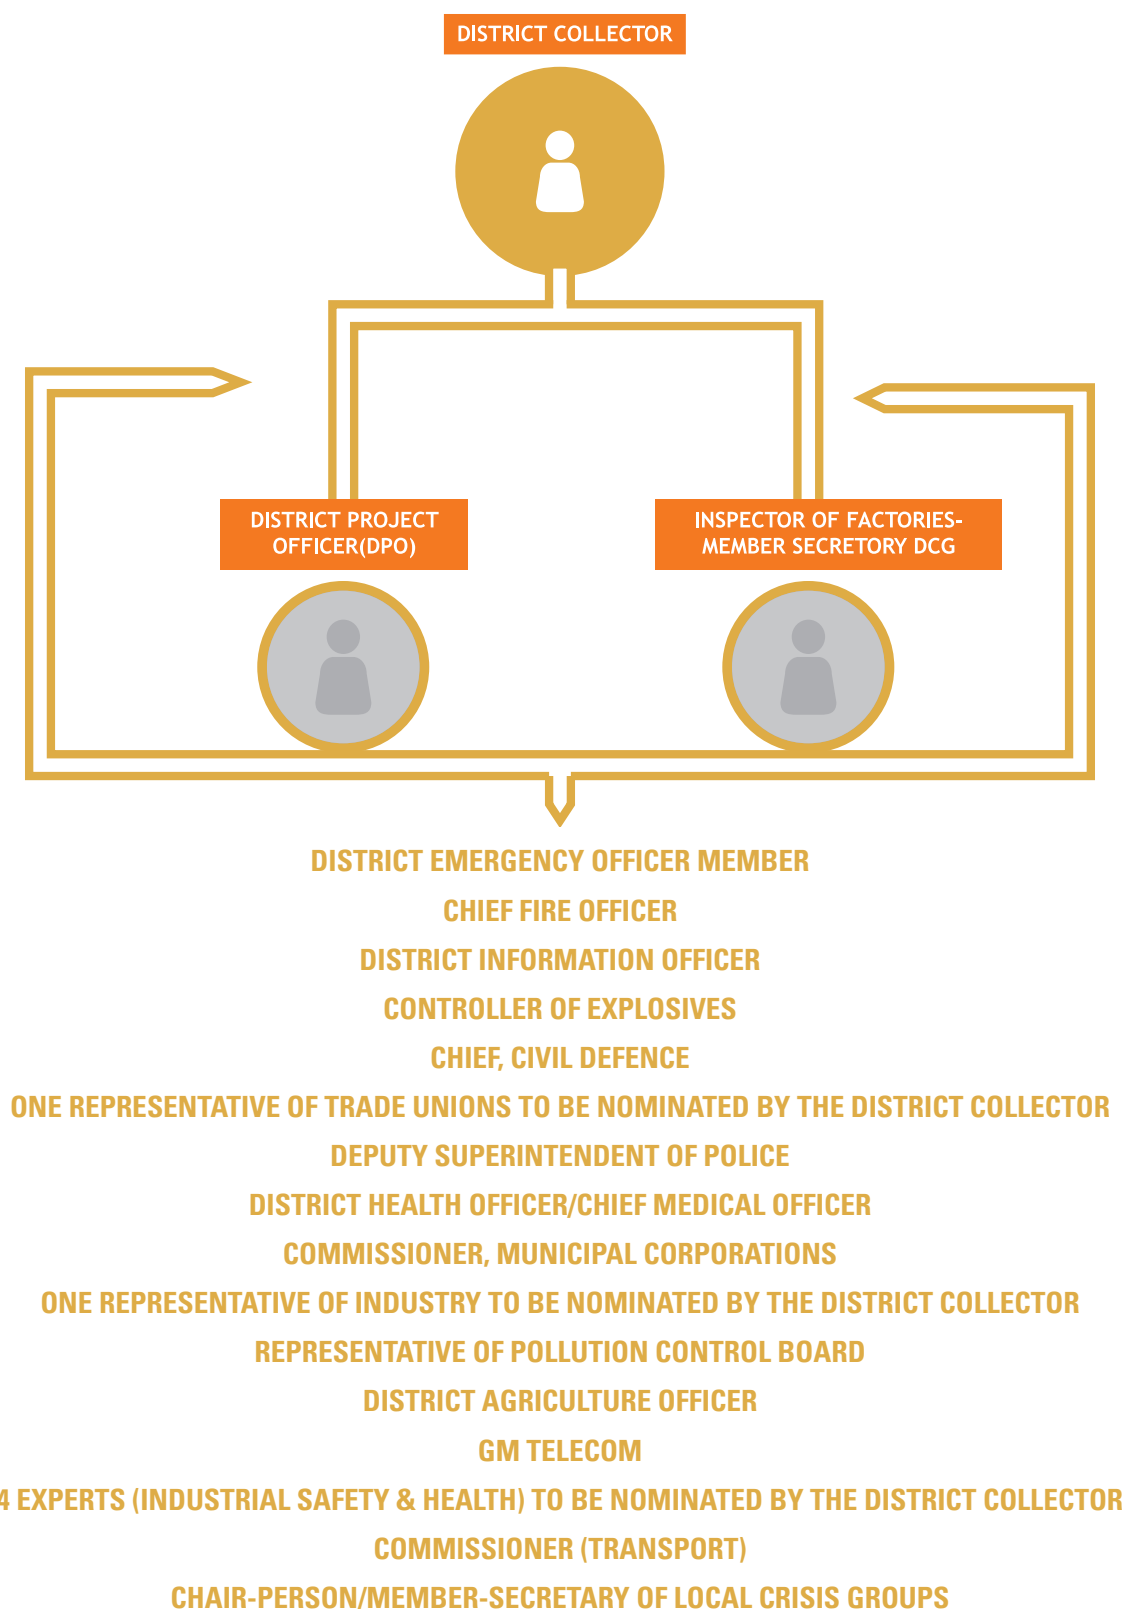 DISTRICT COLLECTOR
DISTRICT PROJECT
OFFICER(DPO)
INSPECTOR OF FACTORIES-
MEMBER SECRETORY DCG
DISTRICT EMERGENCY OFFICER MEMBER
CHIEF FIRE OFFICER
DISTRICT INFORMATION OFFICER
CONTROLLER OF EXPLOSIVES
CHIEF, CIVIL DEFENCE
ONE REPRESENTATIVE OF TRADE UNIONS TO BE NOMINATED BY THE DISTRICT COLLECTOR
DEPUTY SUPERINTENDENT OF POLICE
DISTRICT HEALTH OFFICER/CHIEF MEDICAL OFFICER
COMMISSIONER, MUNICIPAL CORPORATIONS
ONE REPRESENTATIVE OF INDUSTRY TO BE NOMINATED BY THE DISTRICT COLLECTOR
REPRESENTATIVE OF POLLUTION CONTROL BOARD
DISTRICT AGRICULTURE OFFICER
GM TELECOM
4 EXPERTS (INDUSTRIAL SAFETY & HEALTH) TO BE NOMINATED BY THE DISTRICT COLLECTOR
COMMISSIONER (TRANSPORT)
CHAIR-PERSON/MEMBER-SECRETARY OF LOCAL CRISIS GROUPS